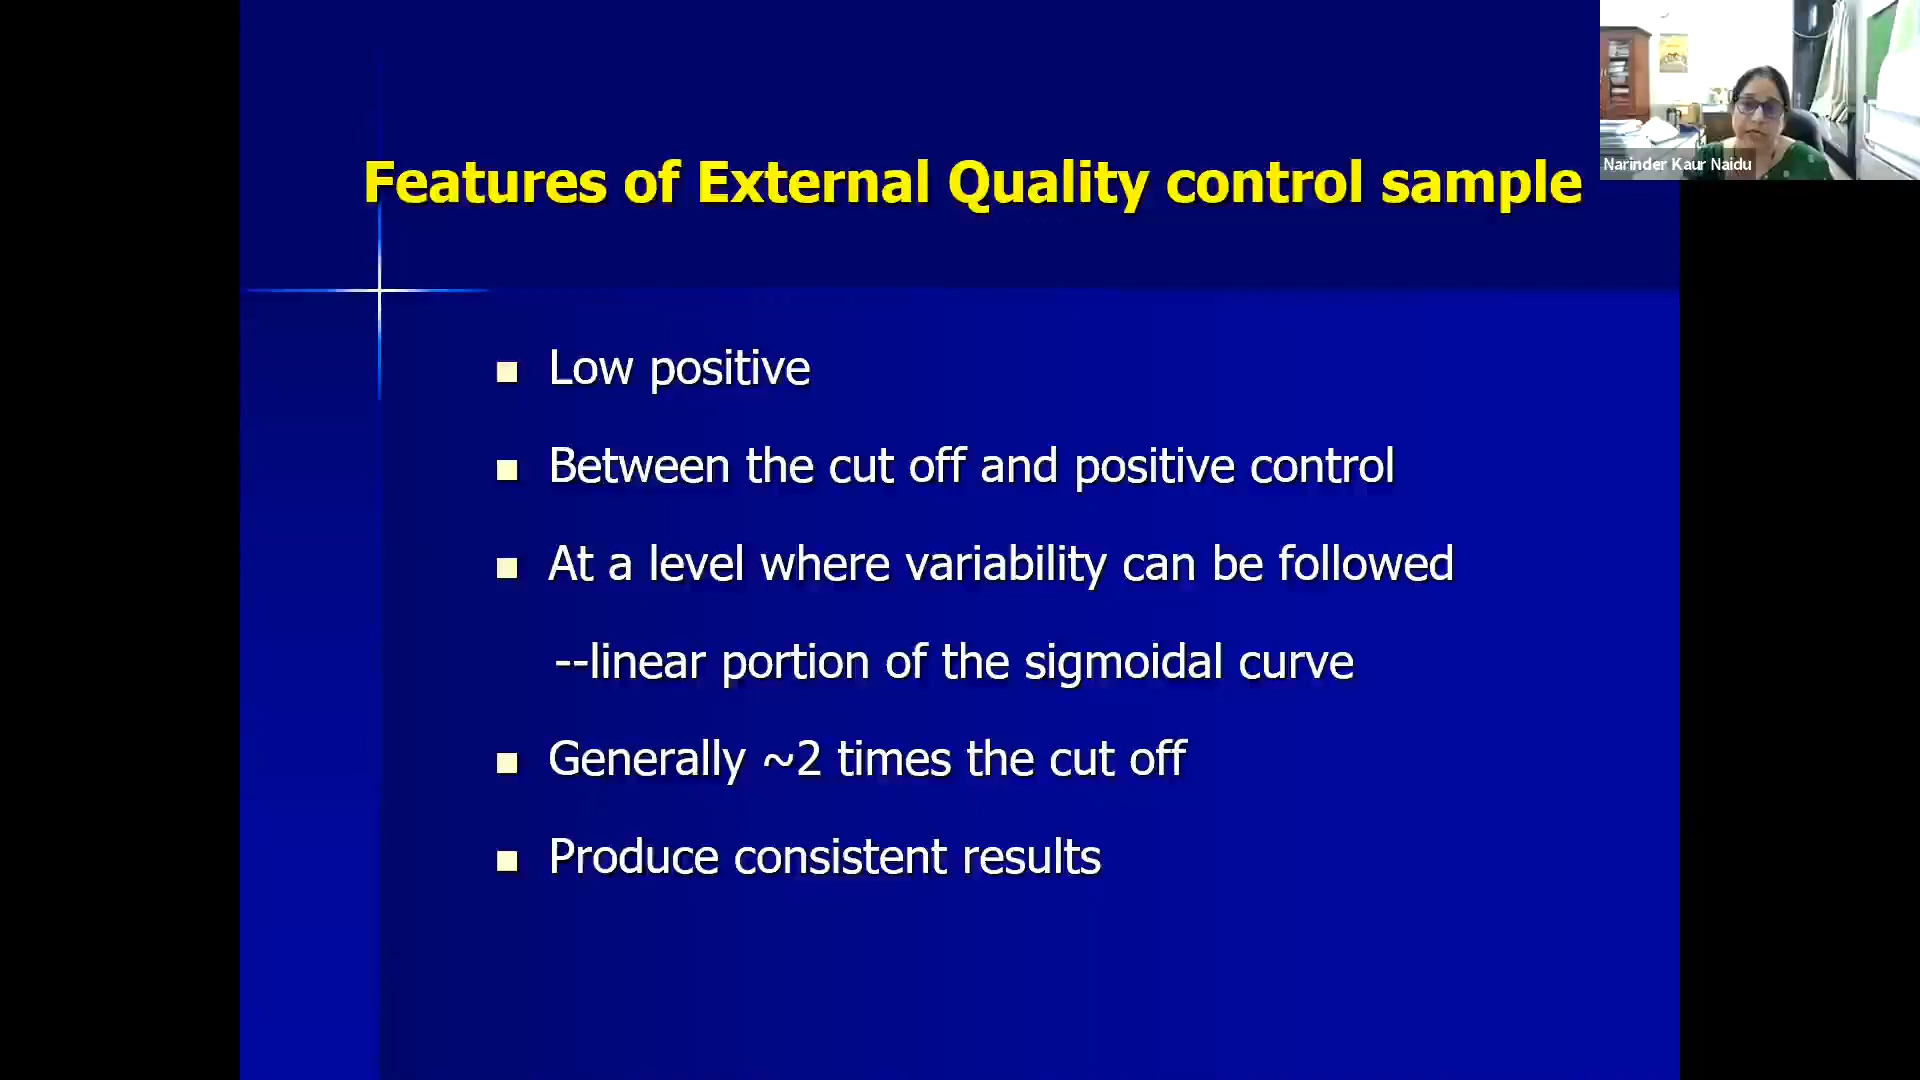 Features of External Quality control sample
Narinder Kaur Naidu
Low positive
Between the cut off and positive control
At a level where variability can be followed
--linear portion of the sigmoidal curve
Generally ~2 times the cut off
Produce consistent results